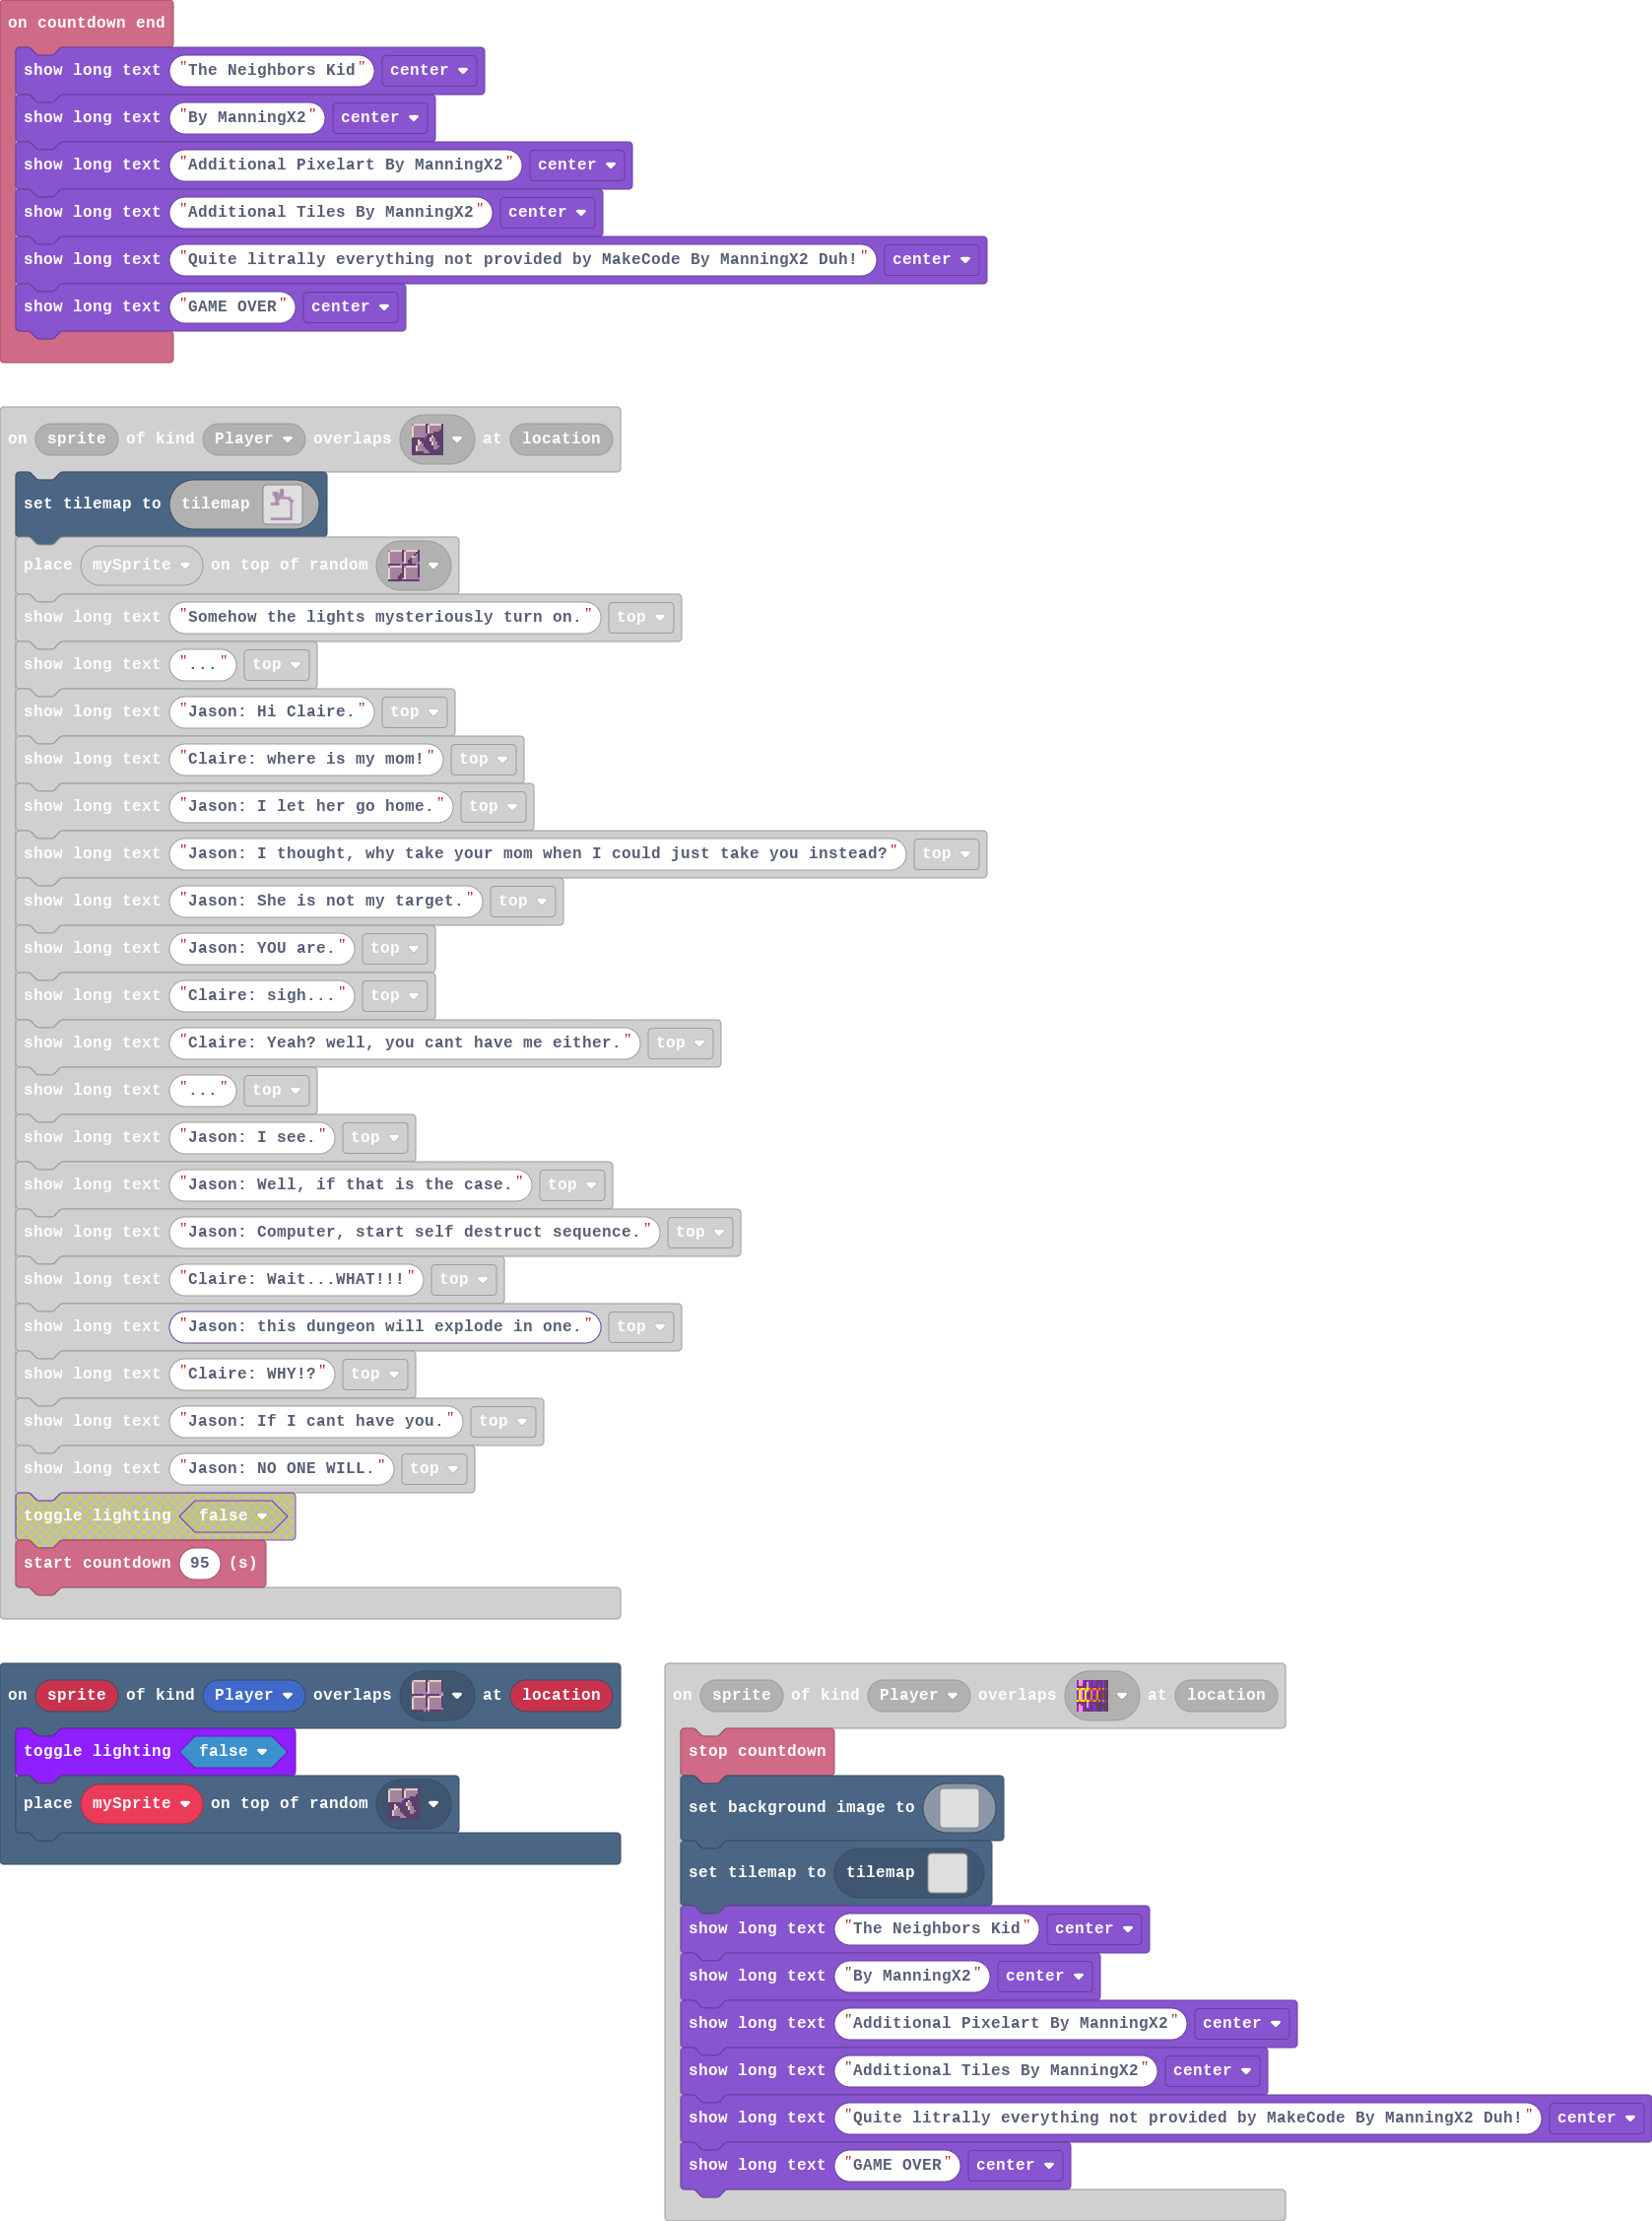 on countdown end
show long text "The Neighbors Kid" center
show long text "By ManningX2" center
show long text "Additional Pixelart By ManningX2" center
show long text "Additional Tiles By ManningX2" center
show long text "Quite litrally everything not provided by MakeCode By ManningX2 Duh!" center
show long text "GAME OVER" center
on sprite of kind Player overlaps at location
set tilemap to tilemap
place mySprite on top of random
show long text "Somehow the lights mysteriously turn on." top
show long text "..." top
show long text "Jason: Hi Claire." top
show long text "Claire: where is my mom!" top
show long text "Jason: I let her go home." top
show long text "Jason: I thought, why take your mom when I could just take you instead?" top
show long text "Jason: She is not my target." top
show long text "Jason: YOU are." top
show long text "Claire: sigh..." top
show long text "Claire: Yeah? well, you cant have me either." top
show long text "..." top
show long text "Jason: I see." top
show long text "Jason: Well, if that is the case." top
show long text "Jason: Computer, start self destruct sequence." top
show long text "Claire: Wait...WHAT!!!" top
show long text "Jason: this dungeon will explode in one." top
show long text "Claire: WHY!?" top
show long text "Jason: If I cant have you." top
show long text "Jason: NO ONE WILL." top
toggle lighting false
start countdown 95 (s)
on sprite of kind Player overlaps at location
toggle lighting false
place mySprite on top of random
on sprite of kind Player overlaps at location
stop countdown
set background image to
set tilemap to tilemap
show long text "The Neighbors Kid" center
show long text "By ManningX2" center
show long text "Additional Pixelart By ManningX2" center
show long text "Additional Tiles By ManningX2" center
show long text "Quite litrally everything not provided by MakeCode By ManningX2 Duh!" center
show long text "GAME OVER" center